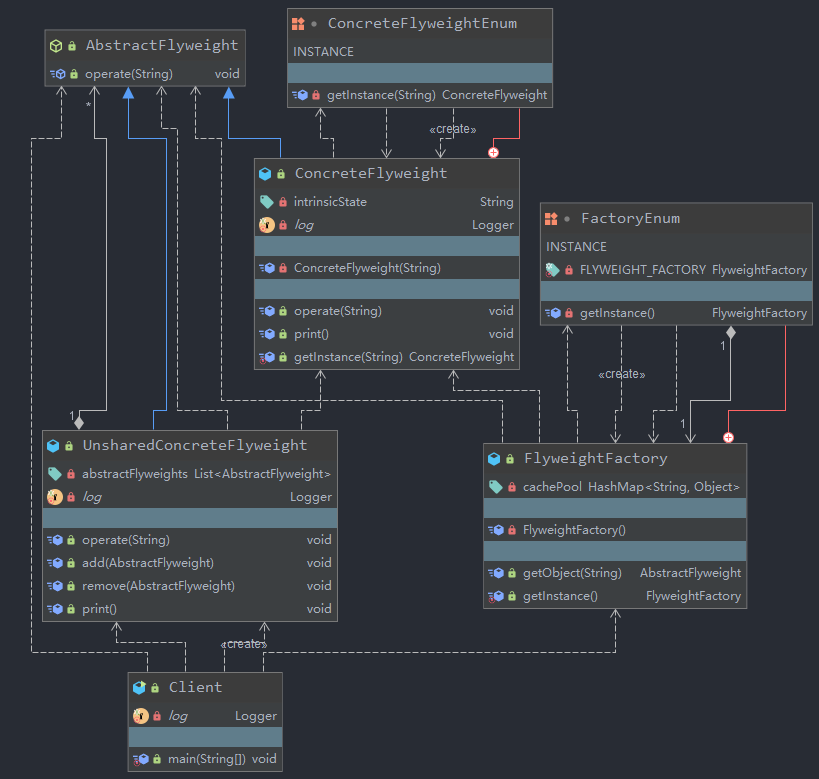 ConcreteFlyweightEnum
INSTANCE
getInstance(String) ConcreteFlyweight
AbstractFlyweight
operate(String) void
*
«create»
ConcreteFlyweight
intrinsicState String
log Logger
ConcreteFlyweight(String)
operate(String) void
print() void
getInstance(String) ConcreteFlyweight
FactoryEnum
INSTANCE
FLYWEIGHT_FACTORY FlyweightFactory
getInstance() FlyweightFactory
1
«create»
1
1
UnsharedConcreteFlyweight
abstractFlyweights List<AbstractFlyweight>
log Logger
operate(String) void
add(AbstractFlyweight) void
remove(AbstractFlyweight) void
print() void
FlyweightFactory
cachePool HashMap<String, Object>
FlyweightFactory()
getObject(String) AbstractFlyweight
getInstance() FlyweightFactory
«create»
Client
log Logger
main(String[]) void